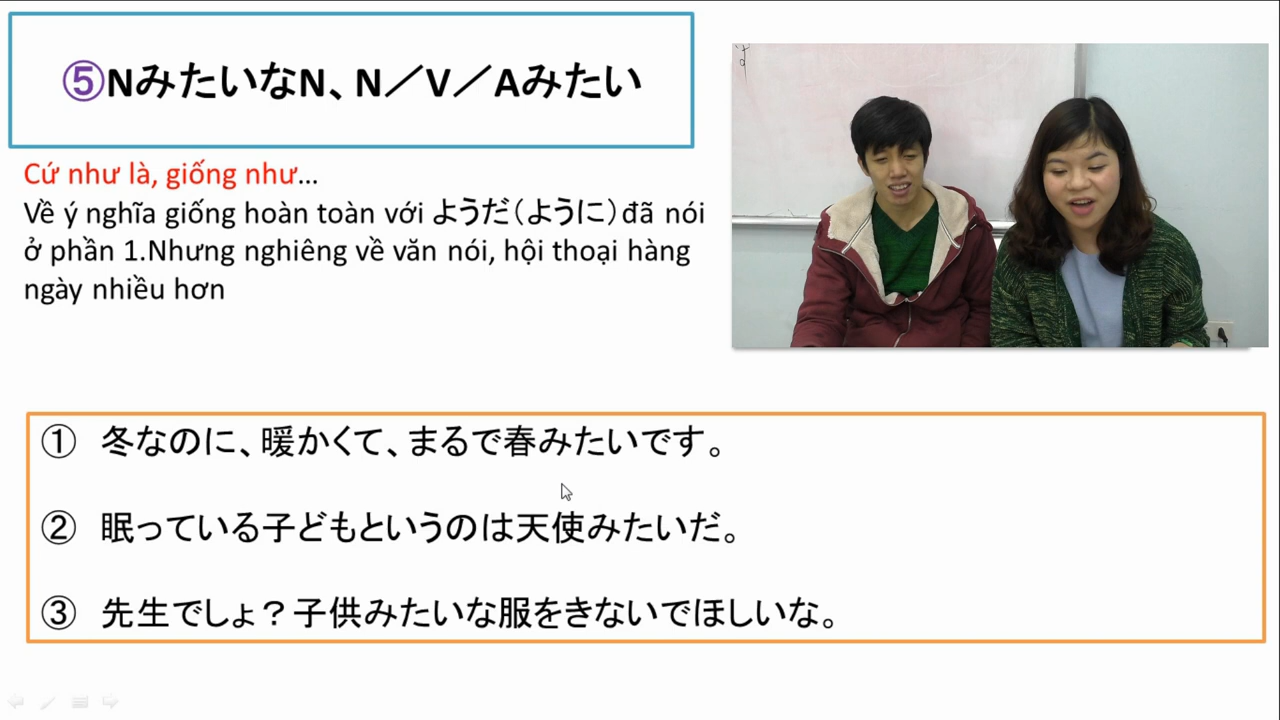 ⑤NみたいなN、N／V／Aみたい
Cứ như là, giống như…
Về ý nghĩa giống hoàn toàn với ようだ（ように）đã nói
ở phần 1.Nhưng nghiêng về văn nói, hội thoại hàng
ngày nhiều hơn
① 冬なのに、暖かくて、まるで春みたいです。
② 眠っている子どもというのは天使みたいだ。
③ 先生でしょ？子供みたいな服をきないでほしいな。